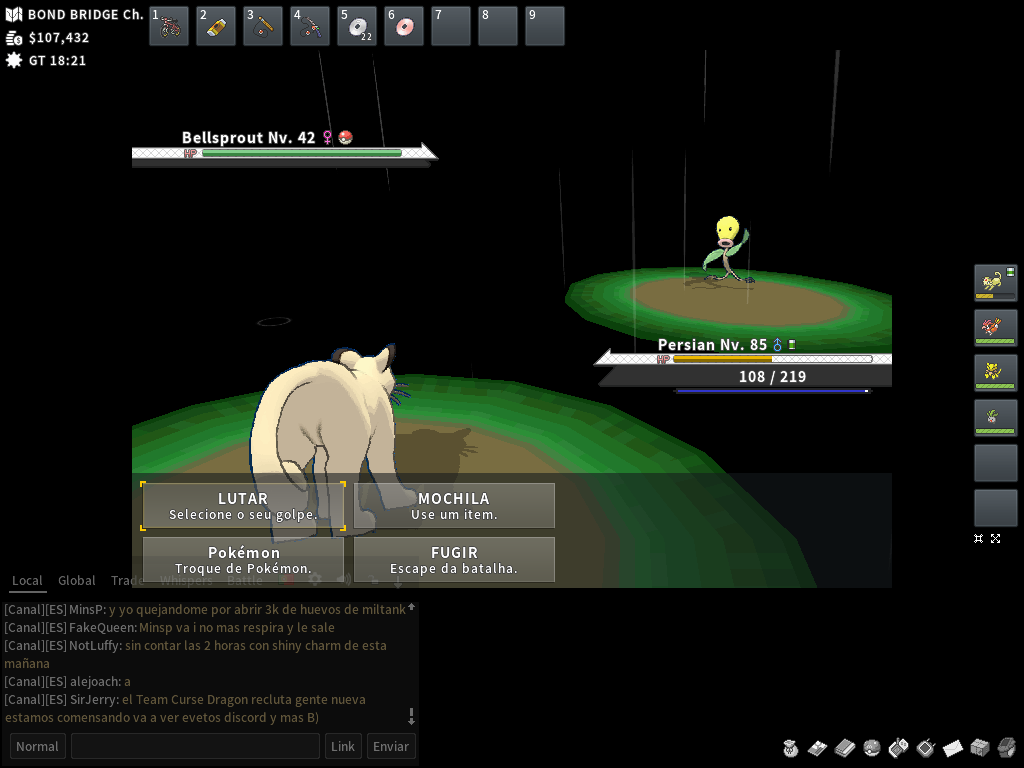 BOND BRIDGE Ch. 1
$107,432
GT 18:21
1 2 3 4 5 6 7 8 9
22
Bellsprout Nv. 42 ♀
HP
Persian Nv. 85 ♂
HP
108 / 219
LUTAR
Selecione o seu golpe.
MOCHILA
Use um item.
Pokémon
Troque de Pokémon.
FUGIR
Escape da batalha.
Local Global Trade Whispers Battle
[Canal][ES] MinsP: y yo quejandome por abrir 3k de huevos de miltank
[Canal][ES] FakeQueen: Minsp va i no mas respira y le sale
[Canal][ES] NotLuffy: sin contar las 2 horas con shiny charm de esta
mañana
[Canal][ES] alejoach: a
[Canal][ES] SirJerry: el Team Curse Dragon recluta gente nueva
estamos comensando va a ver evetos discord y mas B)
Normal Link Enviar